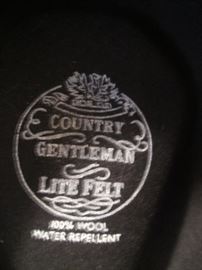 COUNTRY
GENTLEMAN
LITE FELT
100% WOOL
WATER REPELLENT